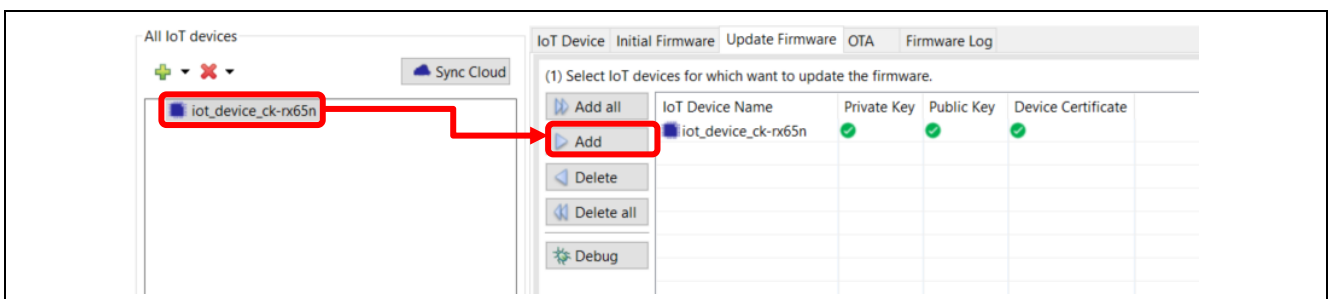 All IoT devices
Sync Cloud
iot_device_ck-rx65n
IoT Device Initial Firmware Update Firmware OTA Firmware Log
(1) Select IoT devices for which want to update the firmware.
Add all
Add
Delete
Delete all
Debug
IoT Device Name Private Key Public Key Device Certificate
iot_device_ck-rx65n